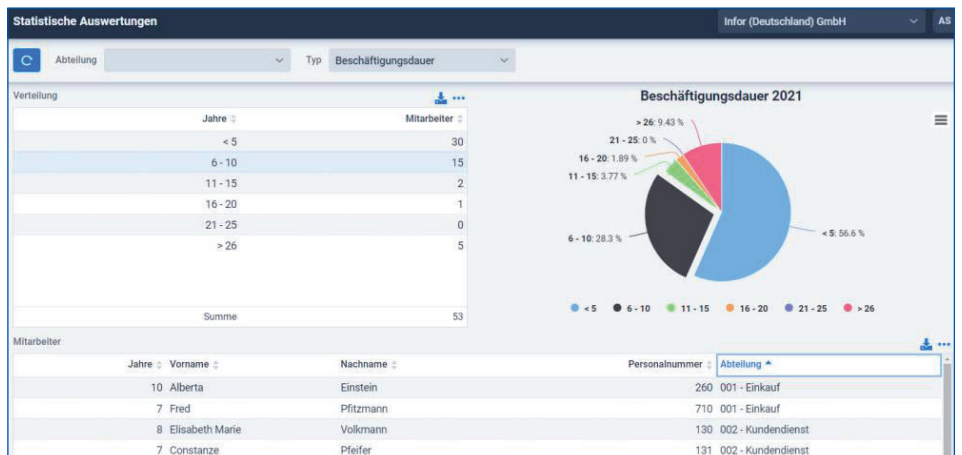 Statistische Auswertungen Infor (Deutschland) GmbH AS
Abteilung Typ Beschäftigungsdauer
Verteilung
Jahre Mitarbeiter
< 5 30
6 - 10 15
11 - 15 2
16 - 20 1
21 - 25 0
> 26 5
Summe 53
Beschäftigungsdauer 2021
> 26: 9.43 %
21 - 25: 0 %
16 - 20: 1.89 %
11 - 15: 3.77 %
6 - 10: 28.3 %
< 5: 56.6 %
< 5 6 - 10 11 - 15 16 - 20 21 - 25 > 26
Mitarbeiter
Jahre Vorname Nachname Personalnummer Abteilung
10 Alberta Einstein 260 001 - Einkauf
7 Fred Pfitzmann 710 001 - Einkauf
8 Elisabeth Marie Volkmann 130 002 - Kundendienst
7 Constanze Pfeifer 131 002 - Kundendienst